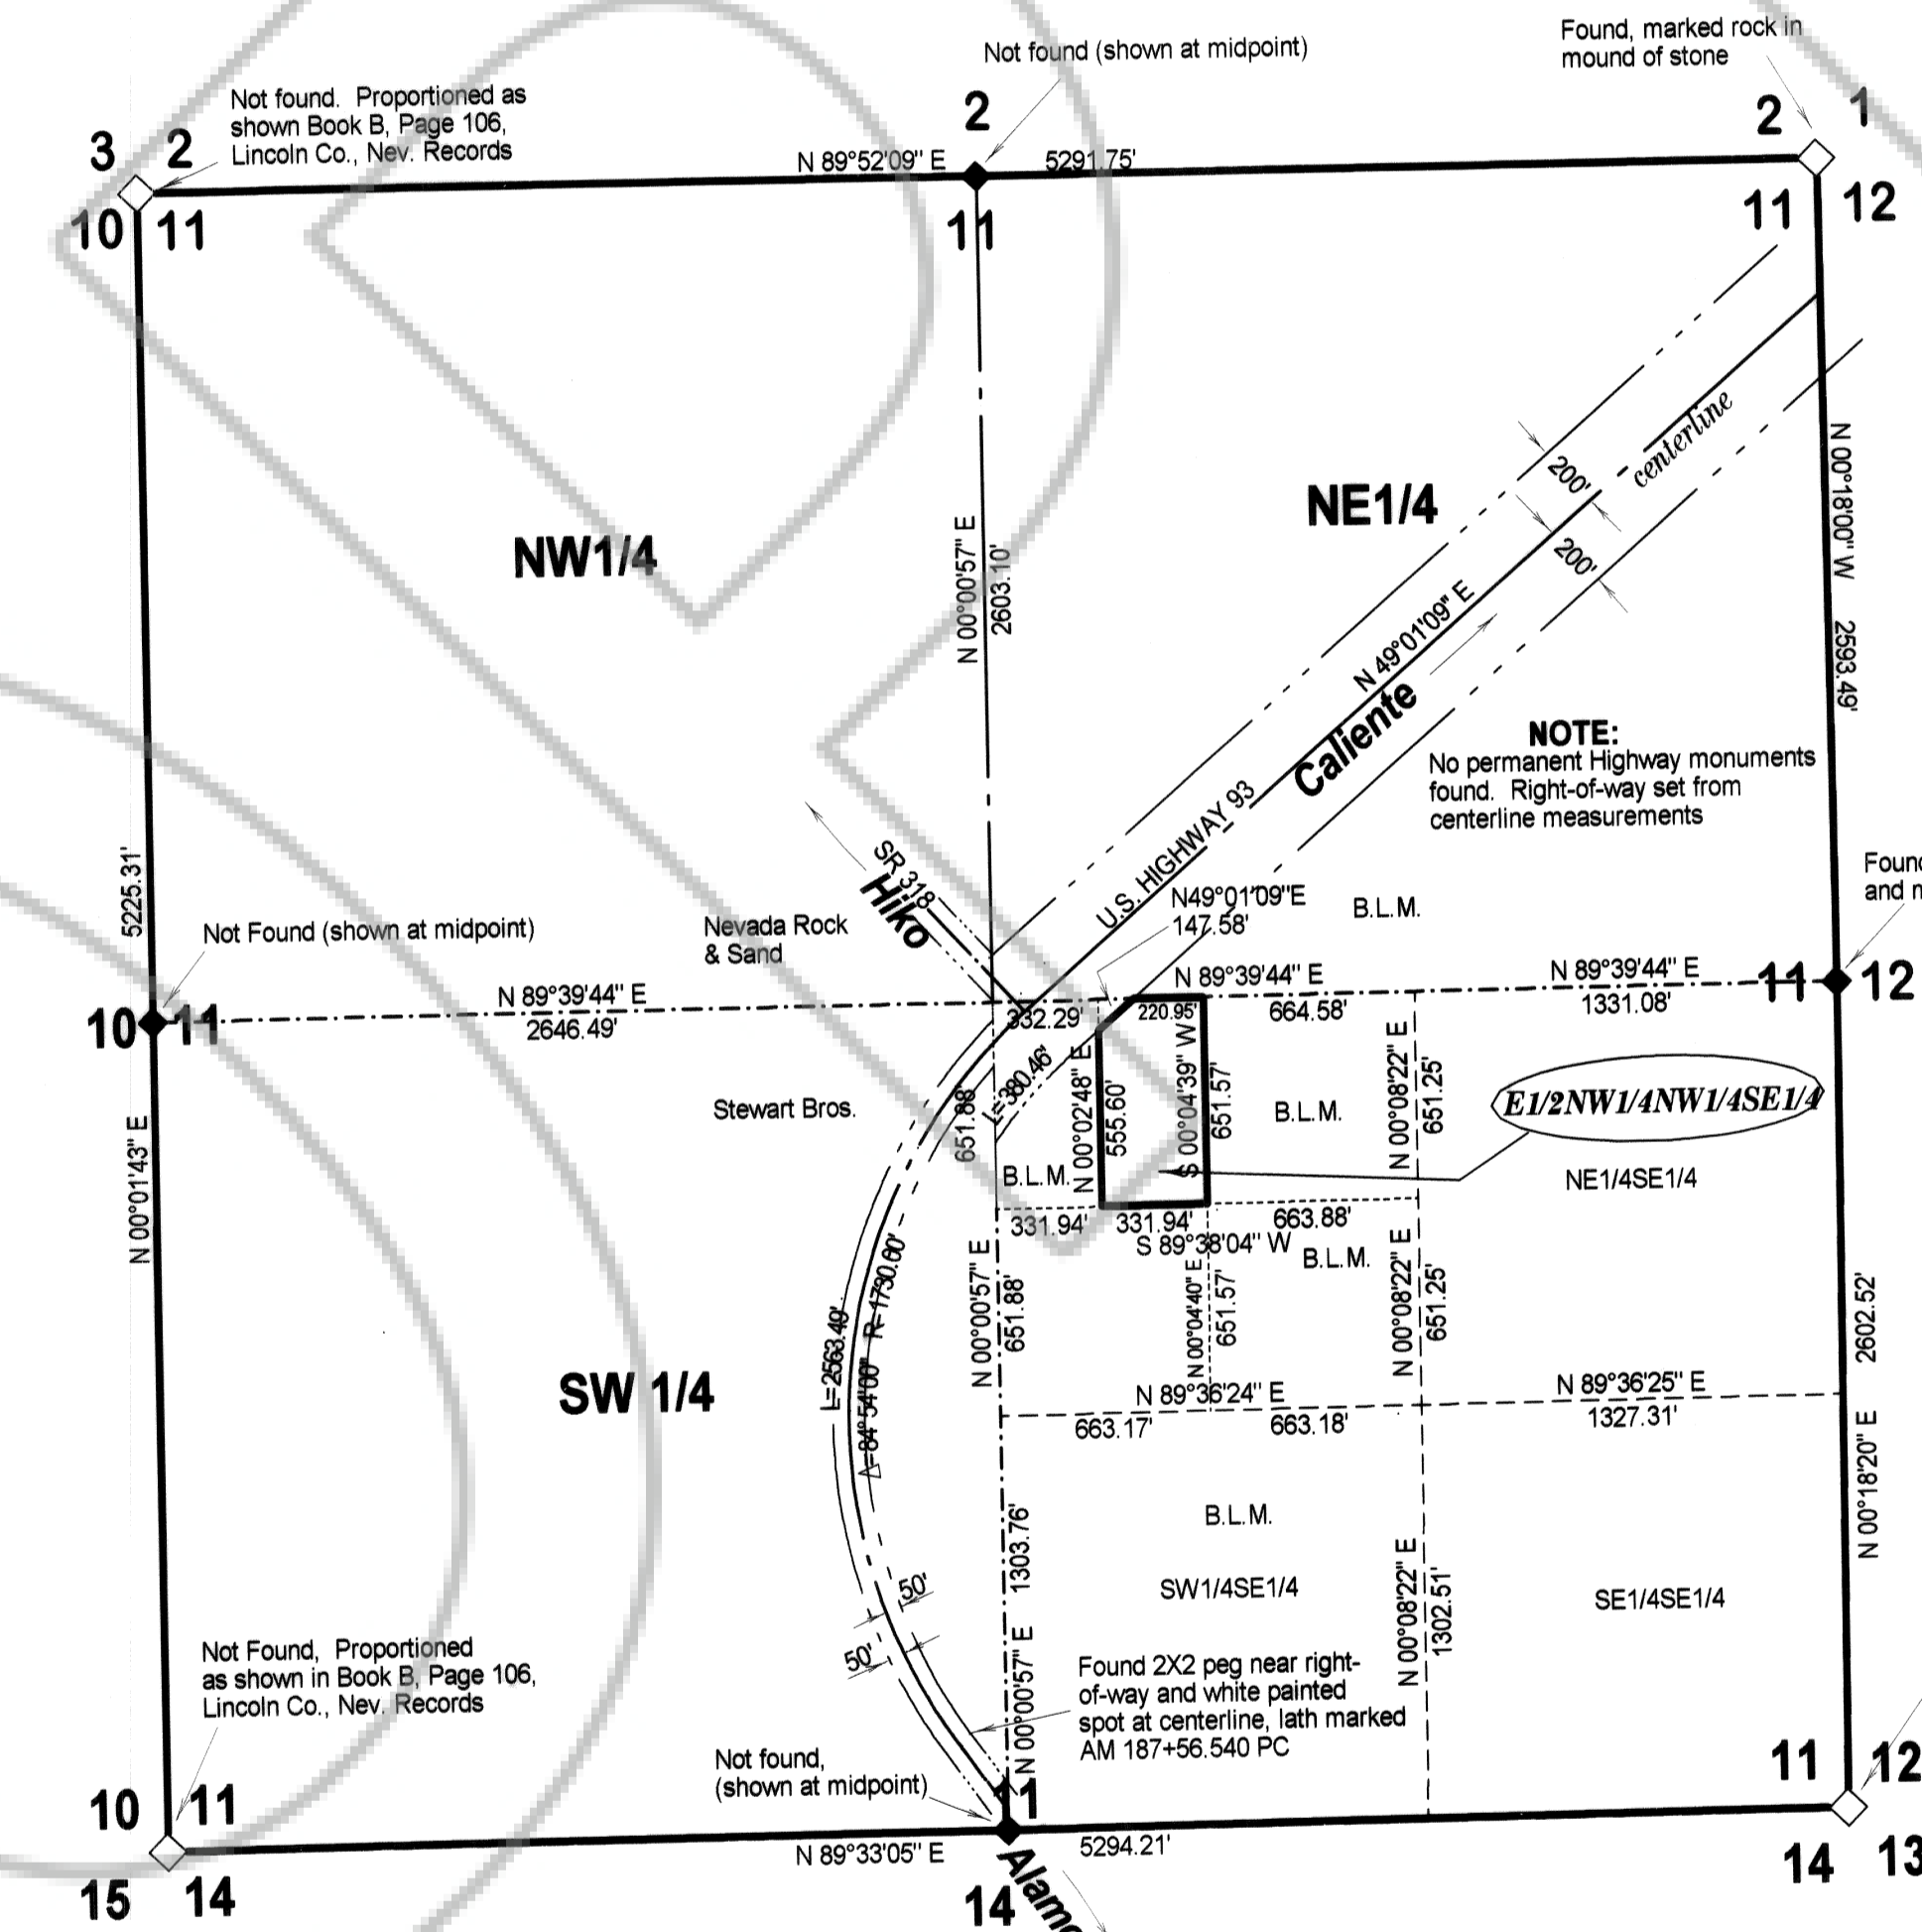 Found, marked rock in
mound of stone
Not found (shown at midpoint)
Not found. Proportioned as
shown Book B, Page 106,
Lincoln Co., Nev. Records
3 2
2
2 1
N 89°52'09" E
5291.75'
10 11
11
11 12
NW1/4
NE1/4
N 00°00'57" E
2603.10'
N 00°18'00" W
2593.49'
200'
200'
centerline
N 49°01'09" E
Caliente
U.S. HIGHWAY 93
NOTE:
No permanent Highway monuments
found. Right-of-way set from
centerline measurements
SR 318
Hiko
5225.31'
Not Found (shown at midpoint)
Nevada Rock
& Sand
N49°01'09"E
147.58'
B.L.M.
Found
N 89°39'44" E
2646.49'
N 89°39'44" E
664.58'
N 89°39'44" E
1331.08'
10 11
11 12
332.29'
220.95'
L=380.46'
651.88'
N 00°02'48" E
555.60'
S 00°04'39" W
651.57'
N 00°08'22" E
651.25'
Stewart Bros.
B.L.M.
B.L.M.
E1/2NW1/4NW1/4SE1/4
NE1/4SE1/4
N 00°01'43" E
331.94'
331.94'
663.88'
S 89°38'04" W
B.L.M.
N 00°00'57" E
651.88'
N 00°04'40" E
651.57'
N 00°08'22" E
651.25'
2602.52'
L=2563.49'
R=1730.00'
Δ=84°54'00"
SW 1/4
N 89°36'24" E
663.17'
663.18'
N 89°36'25" E
1327.31'
N 00°18'20" E
B.L.M.
SW1/4SE1/4
SE1/4SE1/4
1303.76'
N 00°00'57" E
N 00°08'22" E
1302.51'
50'
50'
Found 2X2 peg near right-
of-way and white painted
spot at centerline, lath marked
AM 187+56.540 PC
Not Found, Proportioned
as shown in Book B, Page 106,
Lincoln Co., Nev. Records
Not found,
(shown at midpoint)
10 11
11
11 12
N 89°33'05" E
5294.21'
15 14
14
14 13